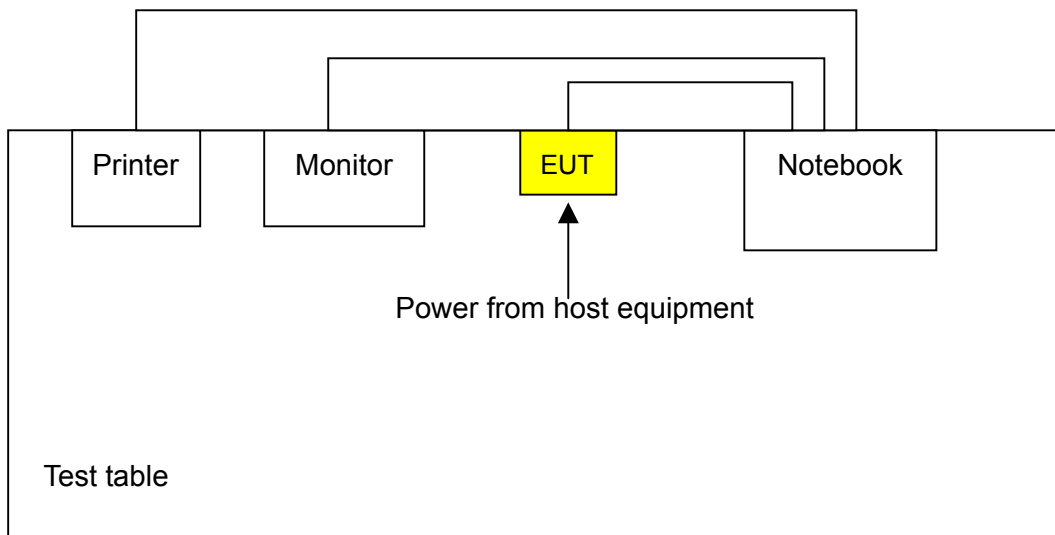 Printer
Monitor
EUT
Notebook
Power from host equipment
Test table